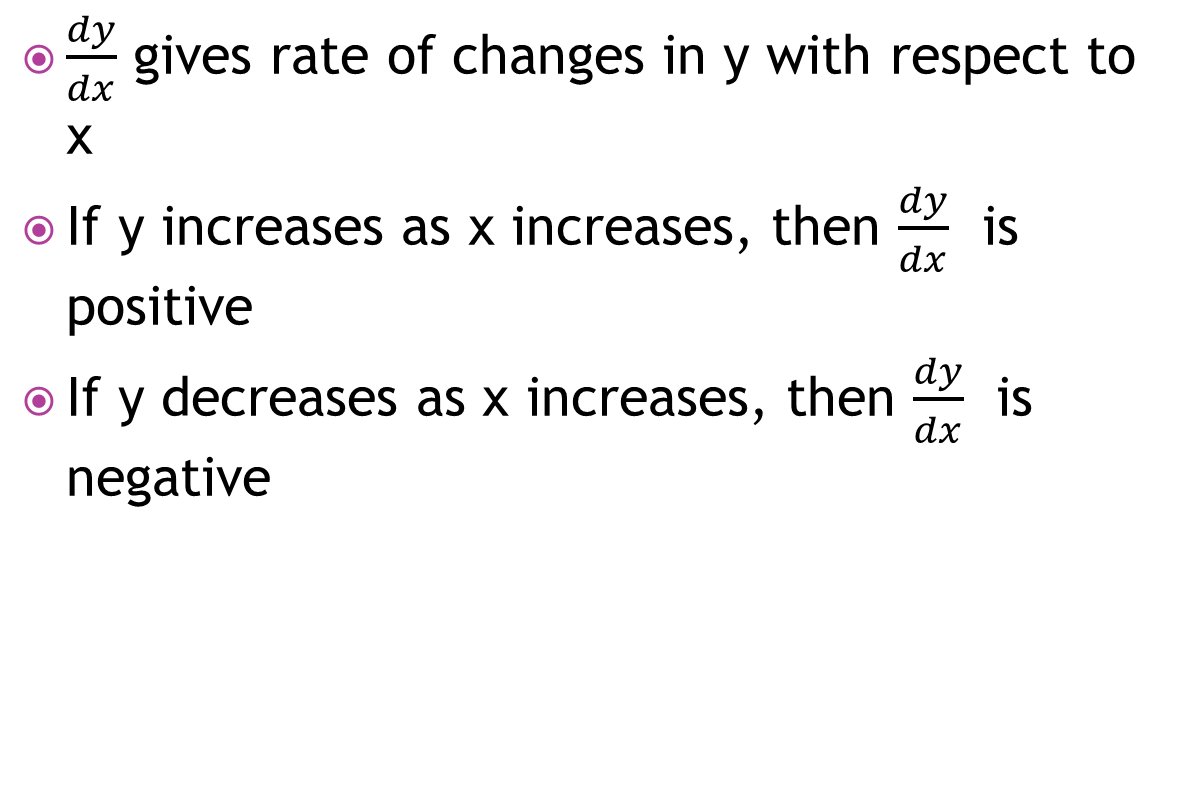 ◉ dy/dx gives rate of changes in y with respect to
x
◉ If y increases as x increases, then dy/dx is
positive
◉ If y decreases as x increases, then dy/dx is
negative